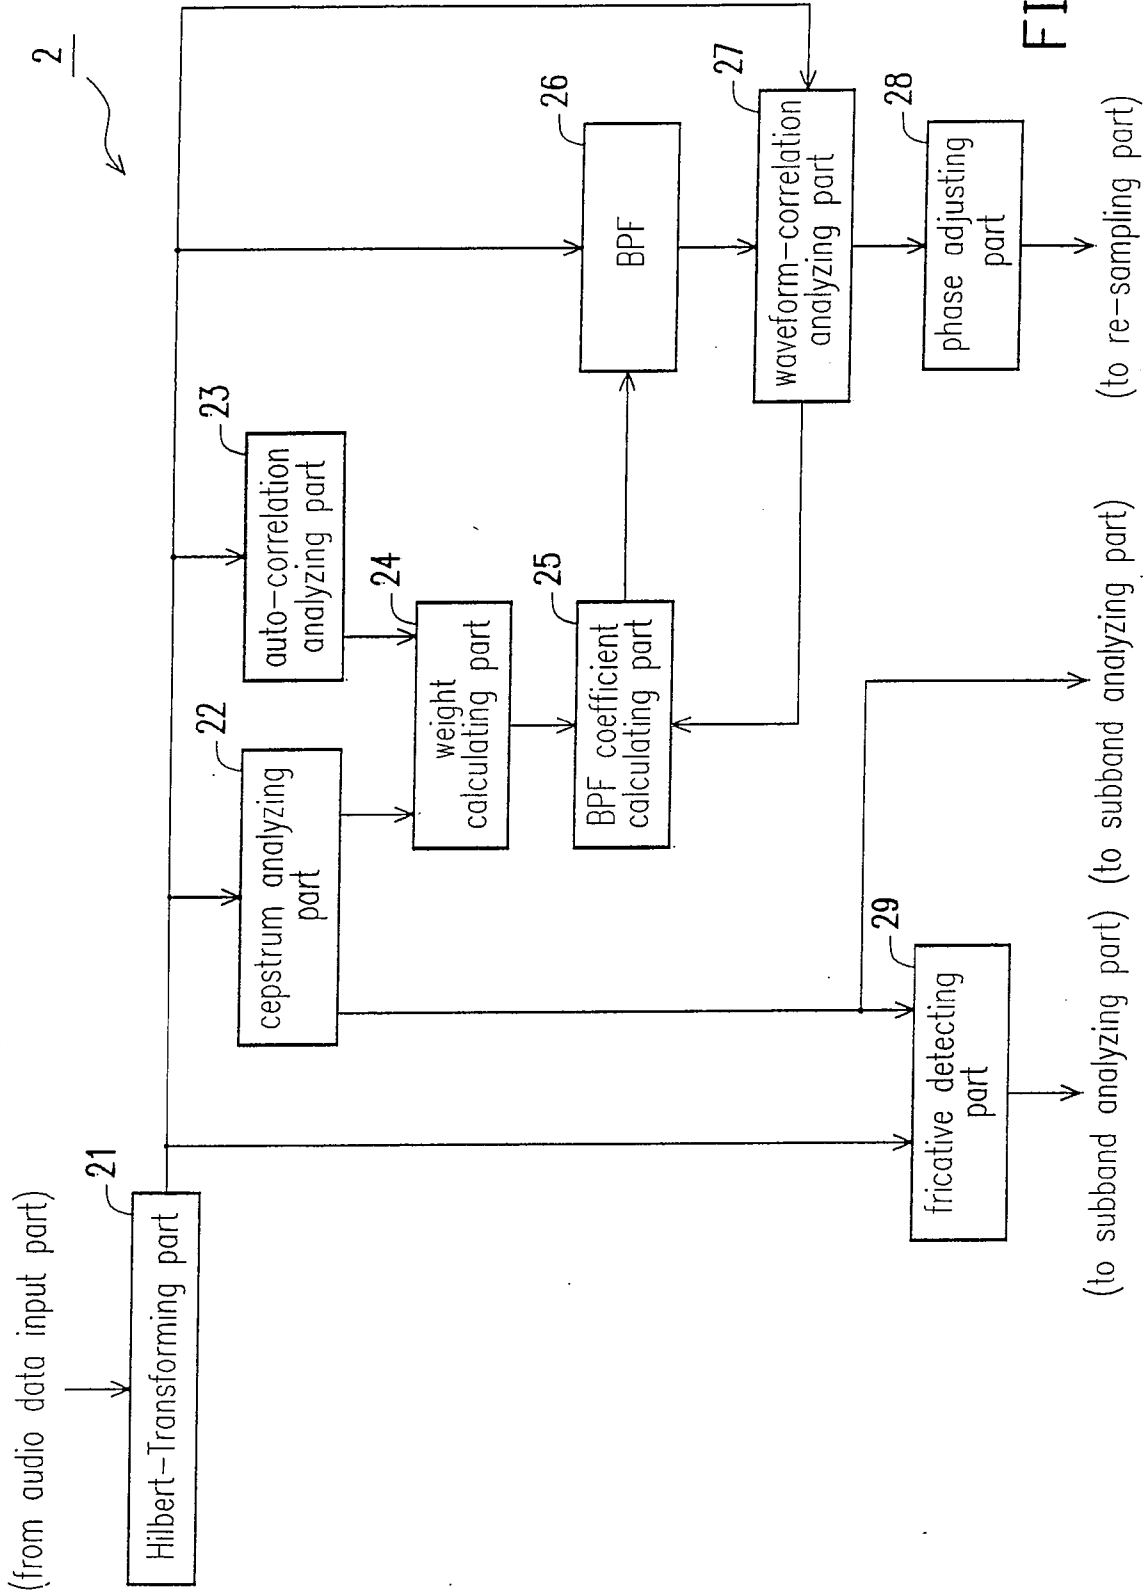 (from audio data input part)
2
21
Hilbert-Transforming part
22
cepstrum analyzing
part
23
auto-correlation
analyzing part
24
weight
calculating part
25
BPF coefficient
calculating part
26
BPF
27
waveform-correlation
analyzing part
28
phase adjusting
part
29
fricative detecting
part
(to subband analyzing part)
(to subband analyzing part)
(to re-sampling part)
FI